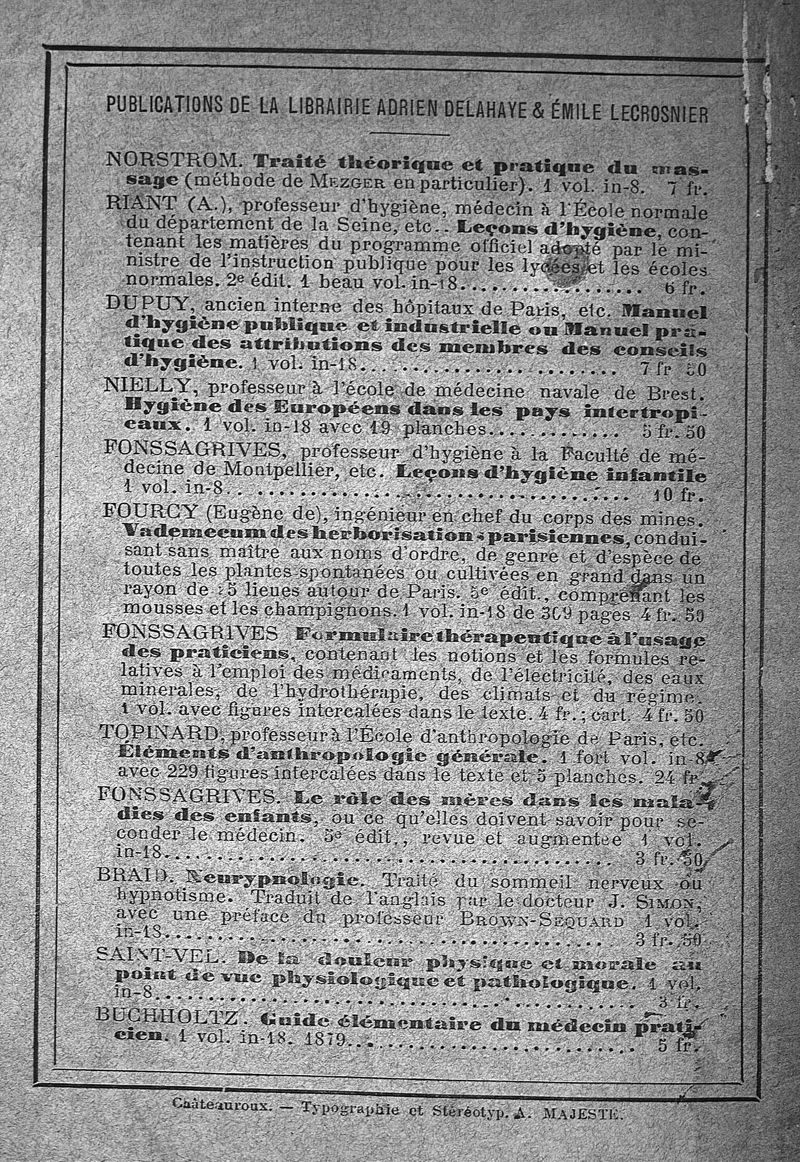 PUBLICATIONS DE LA LIBRAIRIE ADRIEN DELAHAYE & ÉMILE LECROSNIER
NORSTROM. Traité théorique et pratique du mas-
sage (méthode de MEZGER en particulier). 1 vol. in-8. 7 fr.
RIANT (A.), professeur d'hygiène, médecin à l'École normale
du département de la Seine, etc.. Leçons d'hygiène, con-
tenant les matières du programme officiel adopté par le mi-
nistre de l'instruction publique pour les lycées et les écoles
normales. 2e édit. 1 beau vol. in-18.................... 6 fr.
DUPUY, ancien interne des hôpitaux de Paris, etc. Manuel
d'hygiène publique et industrielle ou Manuel pra-
tique des attributions des membres des conseils
d'hygiène. 1 vol. in-18............................ 7 fr 50
NIELLY, professeur à l'école de médecine navale de Brest.
Hygiène des Européens dans les pays intertropi-
caux. 1 vol. in-18 avec 19 planches.............. 5 fr. 50
FONSSAGRIVES, professeur d'hygiène à la Faculté de mé-
decine de Montpellier, etc. Leçons d'hygiène infantile
1 vol. in-8.. .................................... 10 fr.
FOURCY (Eugène de), ingénieur en chef du corps des mines.
Vademecum des herborisations parisiennes, condui-
sant sans maître aux noms d'ordre, de genre et d'espèce de
toutes les plantes spontanées ou cultivées en grand dans un
rayon de 25 lieues autour de Paris. 5e édit., comprenant les
mousses et les champignons. 1 vol. in-18 de 309 pages 4 fr. 50
FONSSAGRIVES Formulaire thérapeutique à l'usage
des praticiens, contenant les notions et les formules re-
latives à l'emploi des médicaments, de l'électricité, des eaux
minerales, de l'hydrothérapie, des climats et du régime.
1 vol. avec figures intercalées dans le texte. 4 fr. ; cart. 4 fr. 50
TOPINARD, professeur à l'École d'anthropologie de Paris, etc.
Éléments d'anthropologie générale. 1 fort vol. in-8
avec 229 figures intercalées dans le texte et 5 planches. 24 fr.
FONSSAGRIVES. Le rôle des mères dans les mala-
dies des enfants, ou ce qu'elles doivent savoir pour se-
conder le médecin. 5e édit., revue et augmentee 1 vol.
in-18............................................ 3 fr. 50
BRAID. Neurypnologie. Traité du sommeil nerveux ou
hypnotisme. Traduit de l'anglais par le docteur J. SIMON,
avec une préface du professeur BROWN-SEQUARD 1 vol.
in-18............................................ 3 fr. 50
SAINT-VEL. De la douleur physique et morale au
point de vue physiologique et pathologique. 1 vol.
in-8............................................. 3 fr.
BUCHHOLTZ. Guide élémentaire du médecin prati-
cien. 1 vol. in-18. 1879............................ 5 fr.
Châteauroux. — Typographie et Stéréotyp. A. MAJESTÉ.